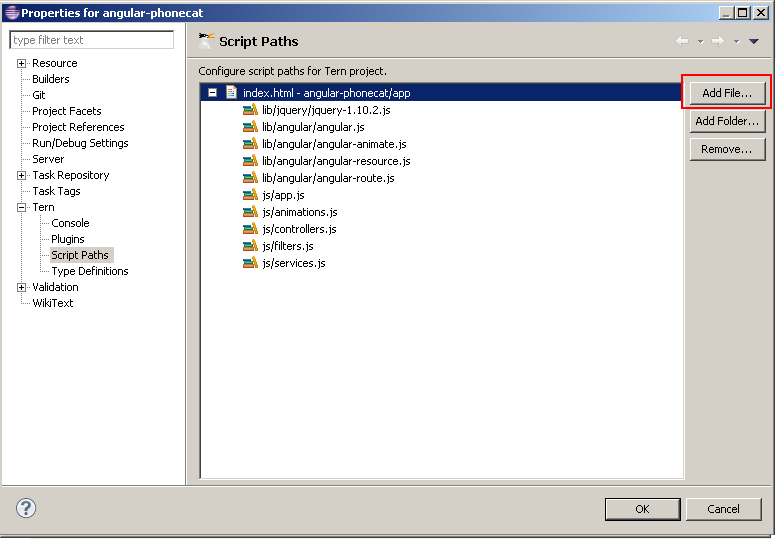 Properties for angular-phonecat
type filter text
Resource
Builders
Git
Project Facets
Project References
Run/Debug Settings
Server
Task Repository
Task Tags
Tern
Console
Plugins
Script Paths
Type Definitions
Validation
WikiText
Script Paths
Configure script paths for Tern project.
index.html - angular-phonecat/app
lib/jquery/jquery-1.10.2.js
lib/angular/angular.js
lib/angular/angular-animate.js
lib/angular/angular-resource.js
lib/angular/angular-route.js
js/app.js
js/animations.js
js/controllers.js
js/filters.js
js/services.js
Add File...
Add Folder...
Remove...
?
OK
Cancel